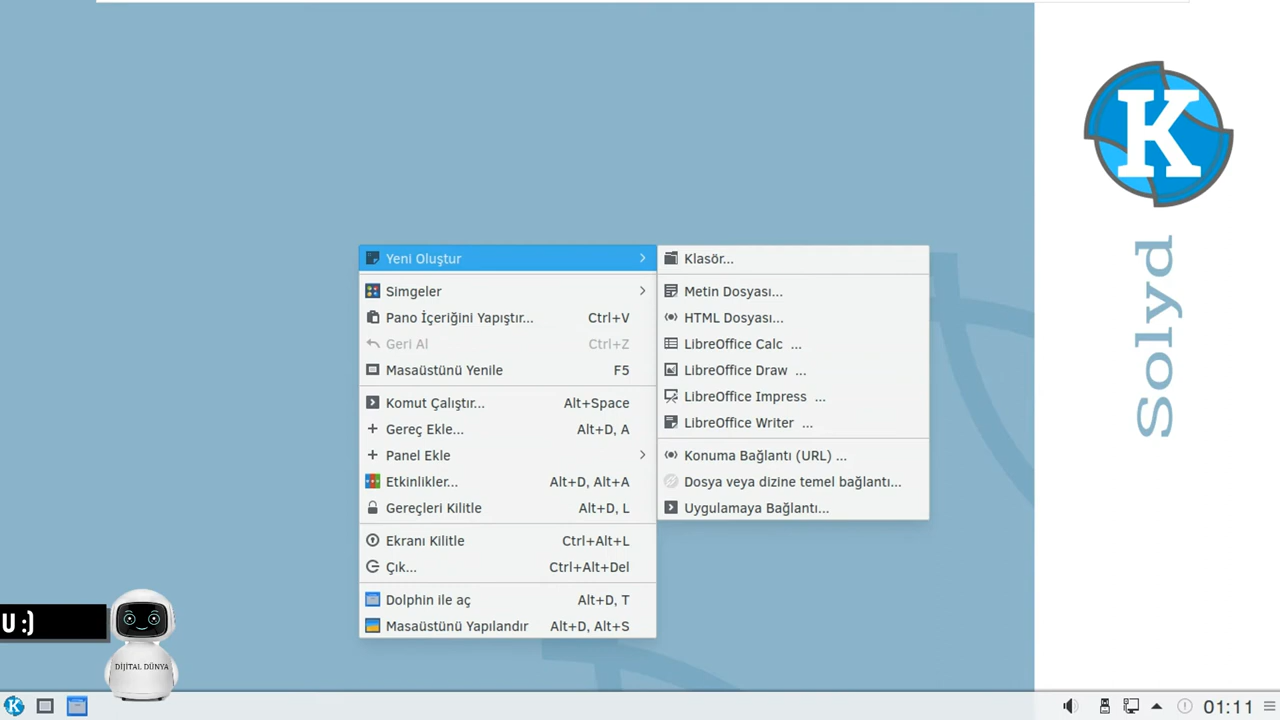 Yeni Oluştur
Simgeler
Pano İçeriğini Yapıştır... Ctrl+V
Geri Al Ctrl+Z
Masaüstünü Yenile F5
Komut Çalıştır... Alt+Space
Gereç Ekle... Alt+D, A
Panel Ekle
Etkinlikler... Alt+D, Alt+A
Gereçleri Kilitle Alt+D, L
Ekranı Kilitle Ctrl+Alt+L
Çık... Ctrl+Alt+Del
Dolphin ile aç Alt+D, T
Masaüstünü Yapılandır Alt+D, Alt+S
Klasör...
Metin Dosyası...
HTML Dosyası...
LibreOffice Calc ...
LibreOffice Draw ...
LibreOffice Impress ...
LibreOffice Writer ...
Konuma Bağlantı (URL) ...
Dosya veya dizine temel bağlantı...
Uygulamaya Bağlantı...
K
Solyd
U :)
DİJİTAL DÜNYA
01:11